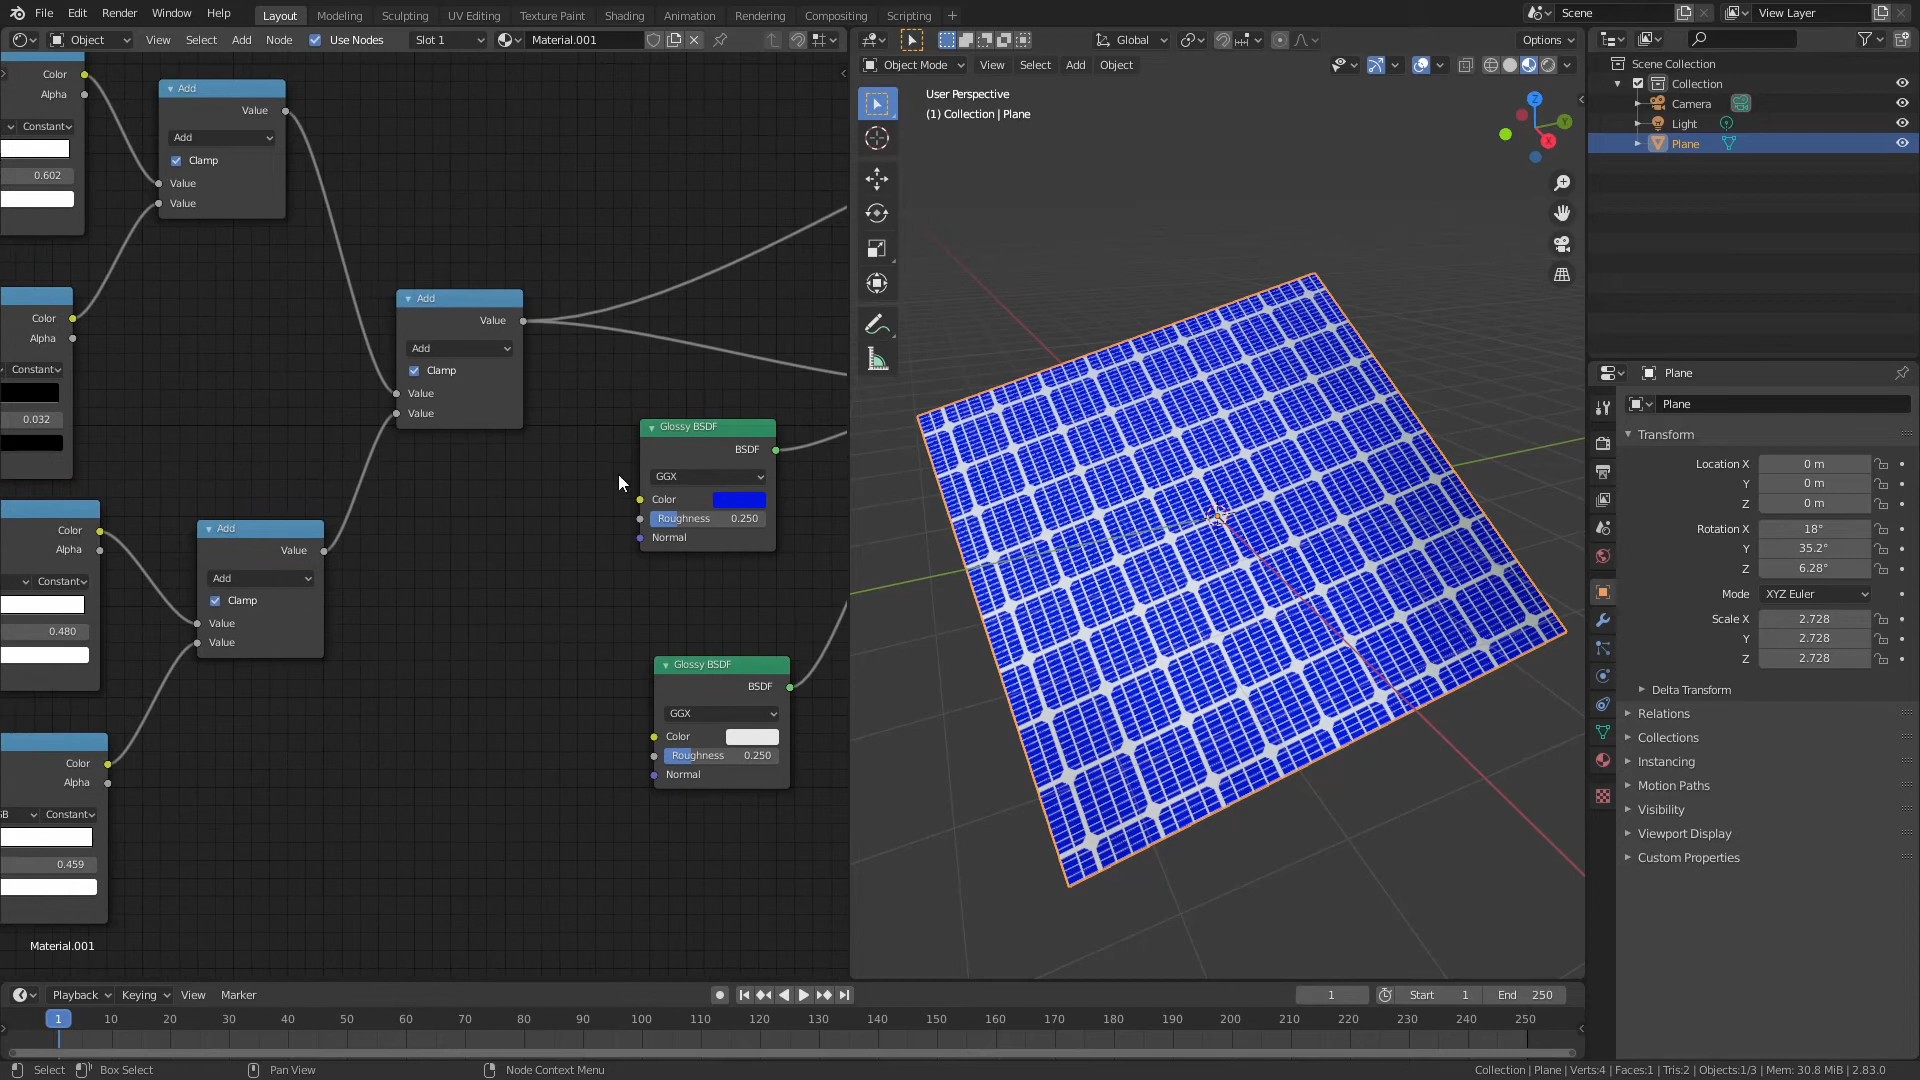 File Edit Render Window Help Layout Modeling Sculpting UV Editing Texture Paint Shading Animation Rendering Compositing Scripting + Scene View Layer
Object View Select Add Node Use Nodes Slot 1 Material.001 Global Options
Object Mode View Select Add Object
User Perspective
(1) Collection | Plane
Scene Collection
Collection
Camera
Light
Plane
Color
Alpha
Constant
0.602
Add
Value
Add
Clamp
Value
Value
Color
Alpha
Constant
0.032
Add
Value
Add
Clamp
Value
Value
Color
Alpha
Constant
0.480
Add
Value
Add
Clamp
Value
Value
Color
Alpha
Constant
0.459
Glossy BSDF
BSDF
GGX
Color
Roughness 0.250
Normal
Glossy BSDF
BSDF
GGX
Color
Roughness 0.250
Normal
Material.001
Z
Y
X
Plane
Plane
Transform
Location X 0 m
Y 0 m
Z 0 m
Rotation X 18°
Y 35.2°
Z 6.28°
Mode XYZ Euler
Scale X 2.728
Y 2.728
Z 2.728
Delta Transform
Relations
Collections
Instancing
Motion Paths
Visibility
Viewport Display
Custom Properties
Playback Keying View Marker 1 Start 1 End 250
1 10 20 30 40 50 60 70 80 90 100 110 120 130 140 150 160 170 180 190 200 210 220 230 240 250
Select Box Select Pan View Node Context Menu Collection | Plane | Verts:4 | Faces:1 | Tris:2 | Objects:1/3 | Mem: 30.8 MiB | 2.83.0